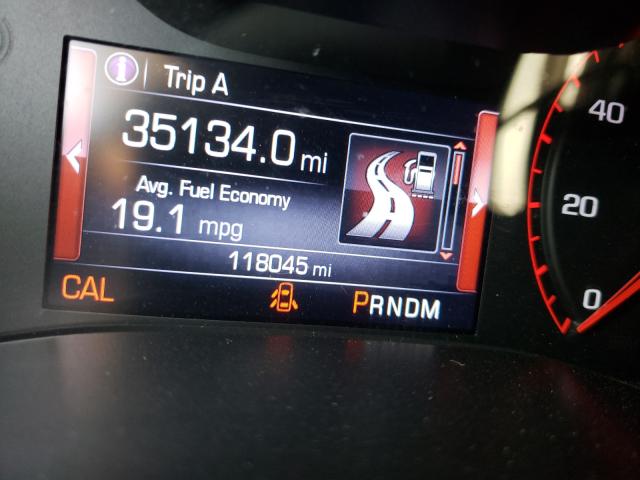 Trip A
35134.0 mi
Avg. Fuel Economy
19.1 mpg
118045 mi
CAL PRNDM
40
20
0